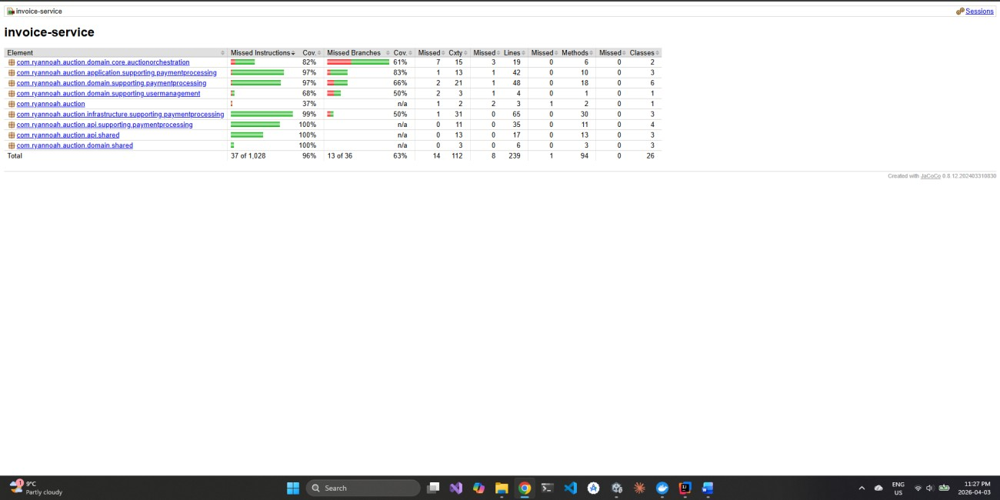 invoice-service Sessions
invoice-service
Element Missed Instructions Cov. Missed Branches Cov. Missed Cxty Missed Lines Missed Methods Missed Classes
com.ryannoah.auction.domain.core.auctionorchestration 82% 61% 7 15 3 19 0 6 0 2
com.ryannoah.auction.application.supporting.paymentprocessing 97% 83% 1 13 1 42 0 10 0 3
com.ryannoah.auction.domain.supporting.paymentprocessing 97% 66% 2 21 1 48 0 18 0 6
com.ryannoah.auction.domain.supporting.usermanagement 68% 50% 2 3 1 4 0 1 0 1
com.ryannoah.auction 37% n/a 1 2 2 3 1 2 0 1
com.ryannoah.auction.infrastructure.supporting.paymentprocessing 99% 50% 1 31 0 65 0 30 0 3
com.ryannoah.auction.api.supporting.paymentprocessing 100% n/a 0 11 0 35 0 11 0 4
com.ryannoah.auction.api.shared 100% n/a 0 13 0 17 0 13 0 3
com.ryannoah.auction.domain.shared 100% n/a 0 3 0 6 0 3 0 3
Total 37 of 1,028 96% 13 of 36 63% 14 112 8 239 1 94 0 26
Created with JaCoCo 0.8.12.202403310830
1
9°C
Partly cloudy
Search
ENG
US
11:27 PM
2026-04-03